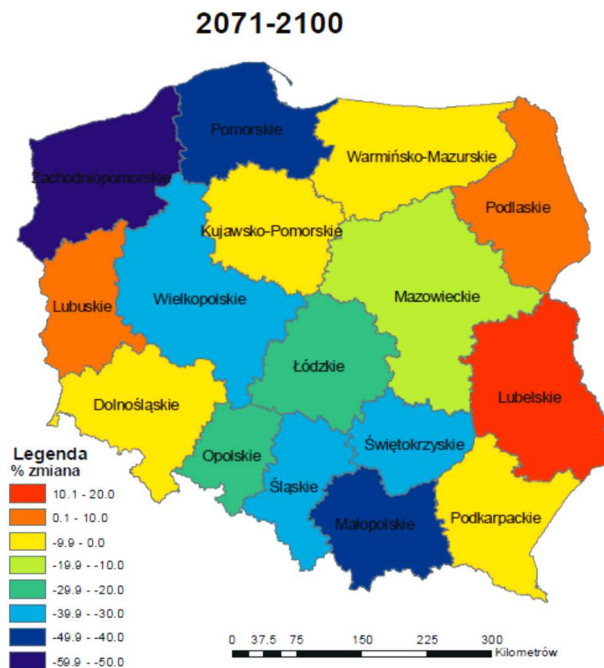 2071-2100
Pomorskie
Warmińsko-Mazurskie
Zachodniopomorskie
Podlaskie
Kujawsko-Pomorskie
Wielkopolskie
Mazowieckie
Lubuskie
Łódzkie
Lubelskie
Dolnośląskie
Świętokrzyskie
Opolskie
Śląskie
Podkarpackie
Małopolskie
Legenda
% zmiana
10.1 - 20.0
0.1 - 10.0
-9.9 - 0.0
-19.9 - -10.0
-29.9 - -20.0
-39.9 - -30.0
-49.9 - -40.0
-59.9 - -50.0
0 37.5 75 150 225 300
Kilometrów